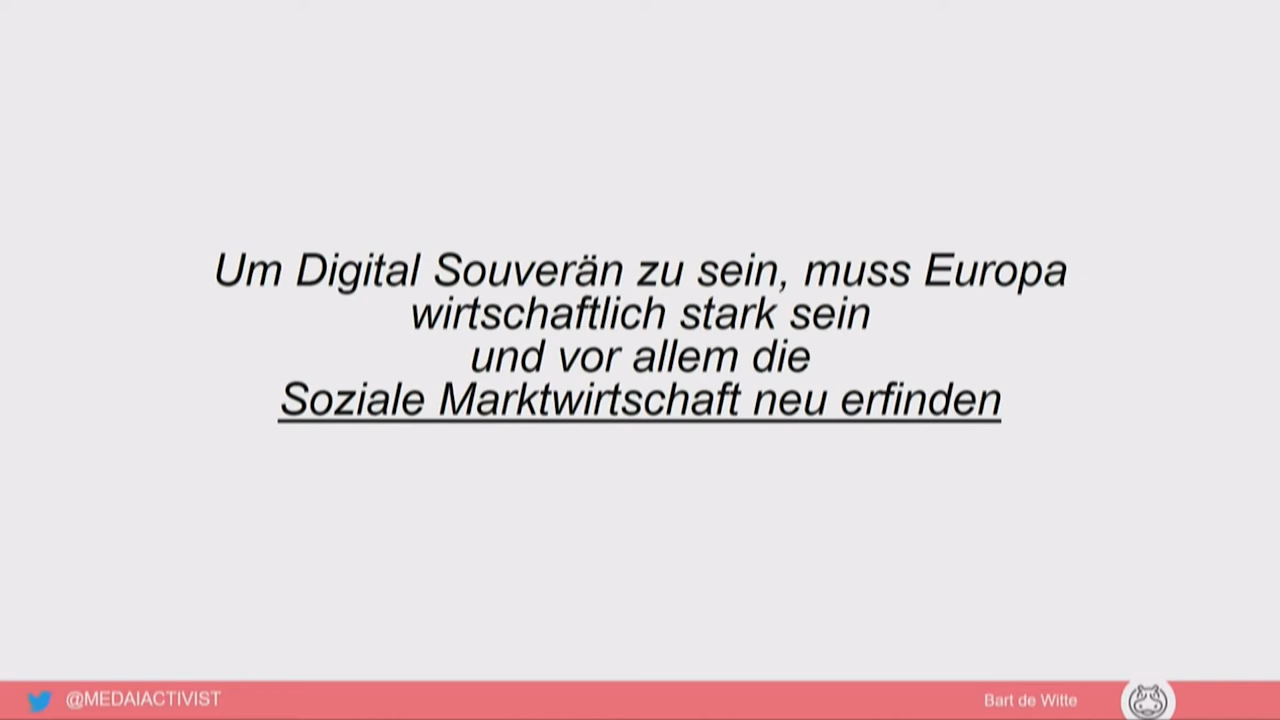 Um Digital Souverän zu sein, muss Europa
wirtschaftlich stark sein
und vor allem die
Soziale Marktwirtschaft neu erfinden
@MEDAIACTIVIST
Bart de Witte